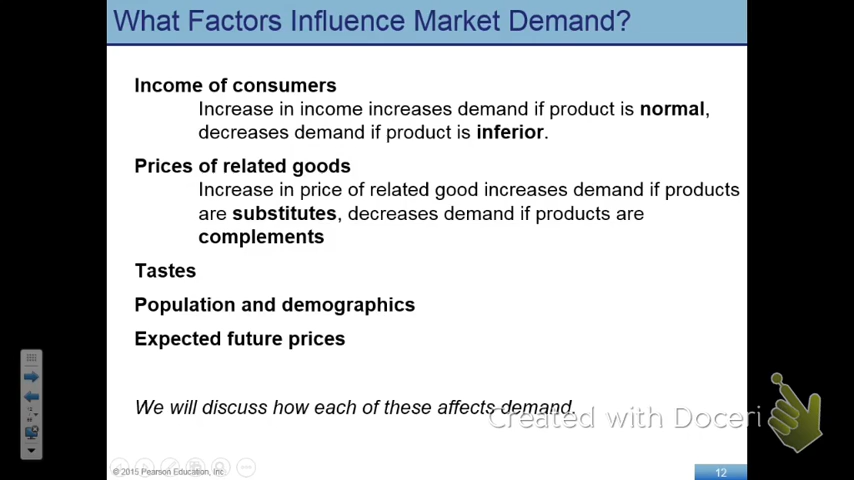 What Factors Influence Market Demand?
Income of consumers
Increase in income increases demand if product is normal,
decreases demand if product is inferior.
Prices of related goods
Increase in price of related good increases demand if products
are substitutes, decreases demand if products are
complements
Tastes
Population and demographics
Expected future prices
We will discuss how each of these affects demand.
Created with Doceri
© 2015 Pearson Education, Inc.
12